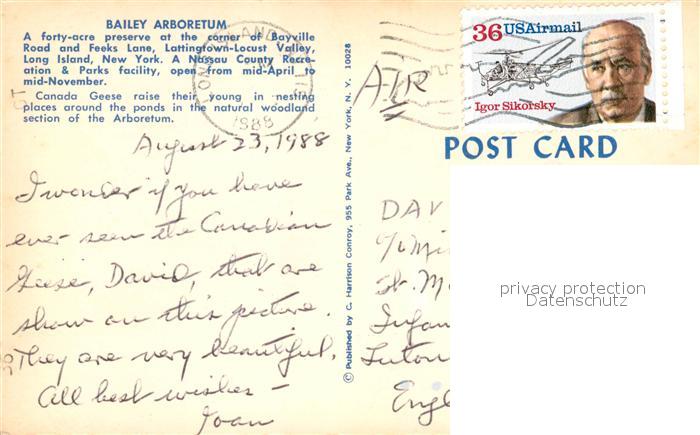 BAILEY ARBORETUM
A forty-acre preserve at the corner of Bayville
Road and Feeks Lane, Lattingtown-Locust Valley,
Long Island, New York. A Nassau County Recre-
ation & Parks facility, open from mid-April to
mid-November.
Canada Geese raise their young in nesting
places around the ponds in the natural woodland
section of the Arboretum.
1988
August 23, 1988
I wonder if you have
ever seen the Canadian
Geese, David, that are
show on this picture.
They are very beautiful.
All best wishes -
Joan
© Published by C. Harrison Conroy, 955 Park Ave., New York, N. Y. 10028
AIR
36 USAirmail
Igor Sikorsky
POST CARD
DAV
c/o Mi
St. M
Infan
Luton
Engl
privacy protection
Datenschutz